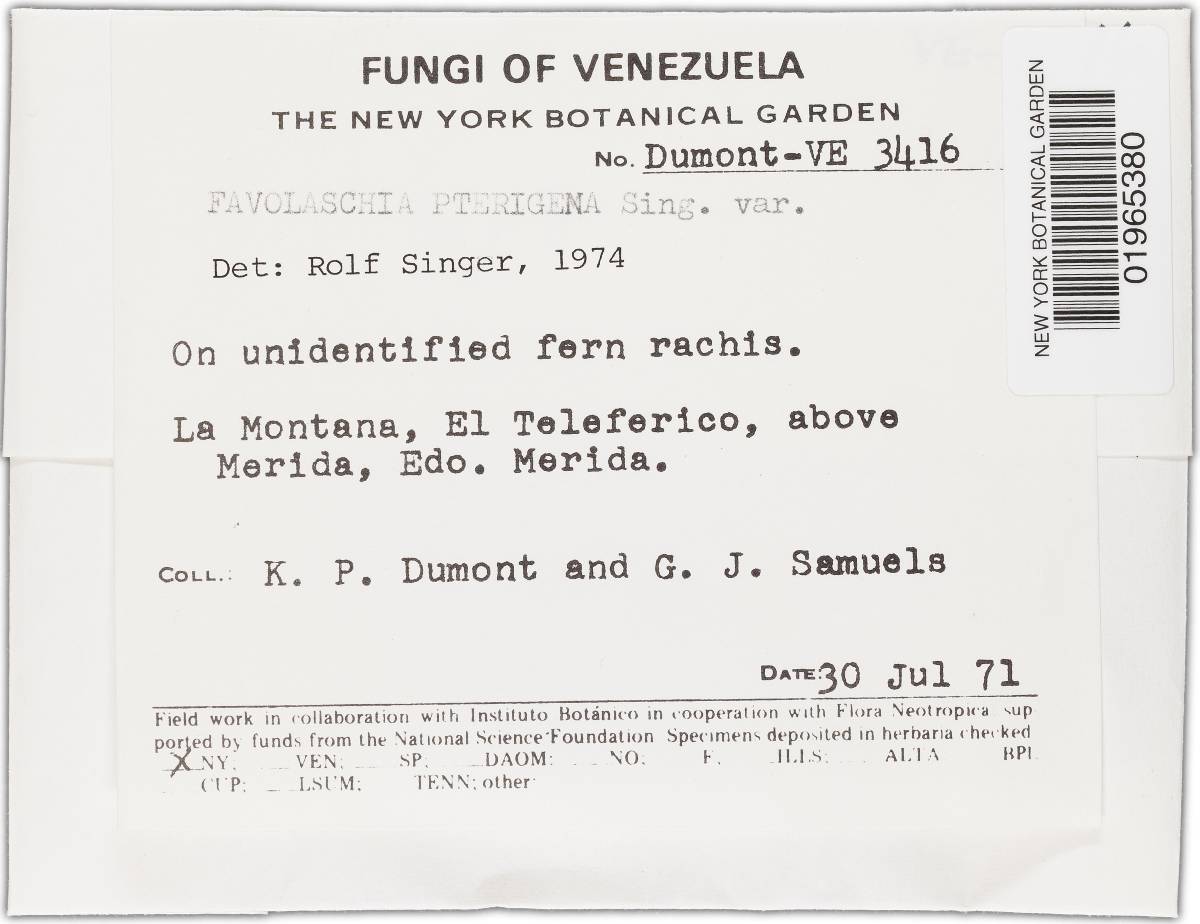 FUNGI OF VENEZUELA
THE NEW YORK BOTANICAL GARDEN
No. Dumont-VE 3416
FAVOLASCHIA PTERIGENA Sing. var.
Det: Rolf Singer, 1974
On unidentified fern rachis.
La Montana, El Teleferico, above
Merida, Edo. Merida.
COLL.: K. P. Dumont and G. J. Samuels
DATE: 30 Jul 71
Field work in collaboration with Instituto Botánico in cooperation with Flora Neotropica sup
ported by funds from the National Science Foundation Specimens deposited in herbaria checked
X NY; VEN; SP; DAOM; NO; F; ILLS; ALTA BPI
CUP; LSUM; TENN; other
NEW YORK BOTANICAL GARDEN
01965380